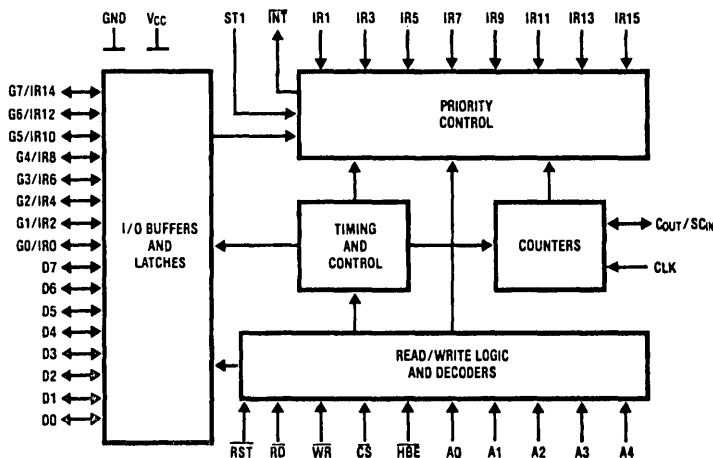 GND VCC ST1 INT IR1 IR3 IR5 IR7 IR9 IR11 IR13 IR15
G7/IR14
G6/IR12
G5/IR10
G4/IR8
G3/IR6
G2/IR4
G1/IR2
G0/IR0
D7
D6
D5
D4
D3
D2
D1
D0
I/O BUFFERS
AND
LATCHES
PRIORITY
CONTROL
TIMING
AND
CONTROL
COUNTERS
COUT/SCIN
CLK
READ/WRITE LOGIC
AND DECODERS
RST RD WR CS HBE A0 A1 A2 A3 A4